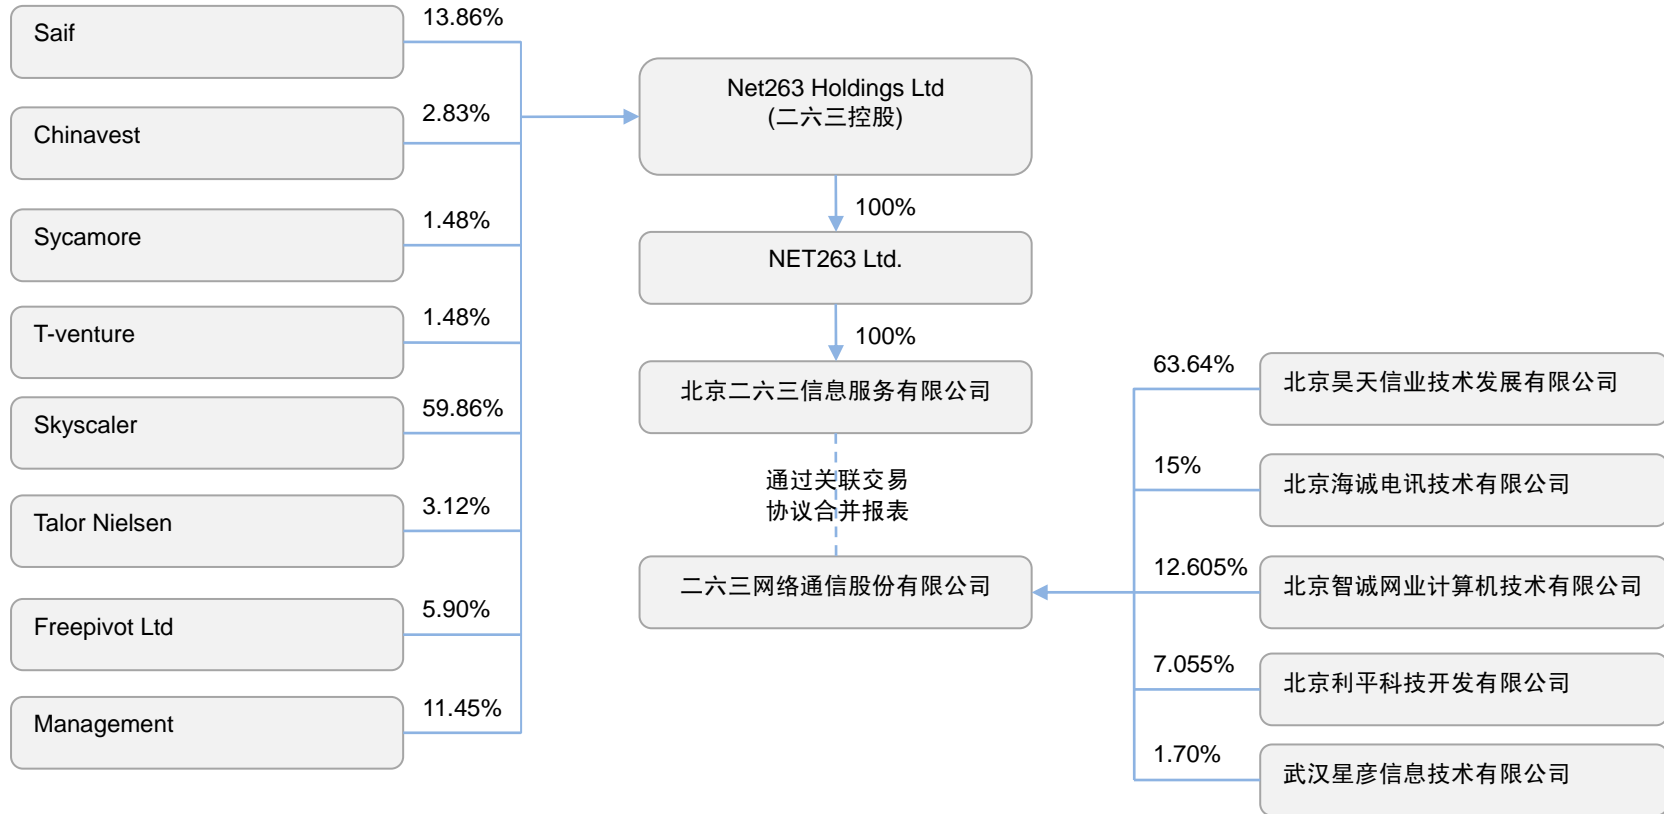 Saif
13.86%
Chinavest
2.83%
Sycamore
1.48%
T-venture
1.48%
Skyscaler
59.86%
Talor Nielsen
3.12%
Freepivot Ltd
5.90%
Management
11.45%
Net263 Holdings Ltd
(二六三控股)
100%
NET263 Ltd.
100%
北京二六三信息服务有限公司
通过关联交易
协议合并报表
二六三网络通信股份有限公司
63.64%
北京昊天信业技术发展有限公司
15%
北京海诚电讯技术有限公司
12.605%
北京智诚网业计算机技术有限公司
7.055%
北京利平科技开发有限公司
1.70%
武汉星彦信息技术有限公司